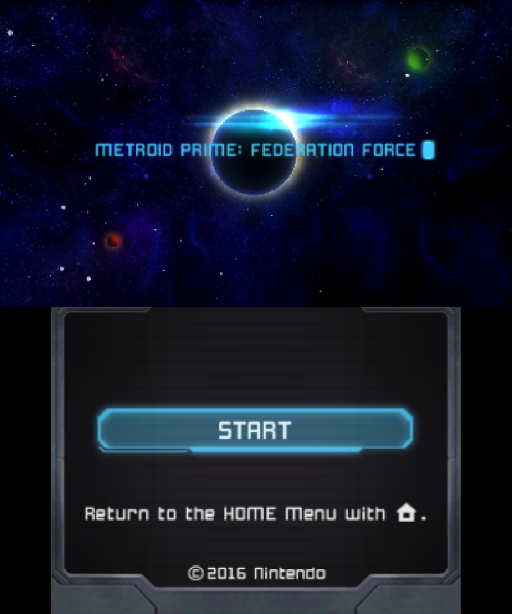 METROID PRIME: FEDERATION FORCE
START
Return to the HOME Menu with .
©2016 Nintendo